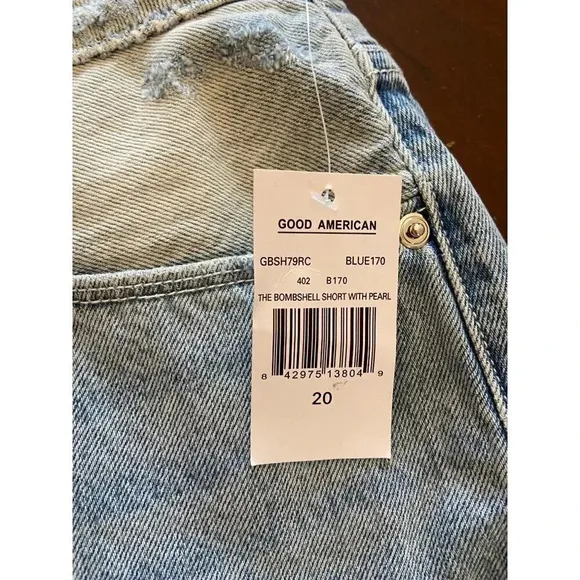 GOOD AMERICAN
GBSH79RC BLUE170
402 B170
THE BOMBSHELL SHORT WITH PEARL
8 42975 13804 9
20